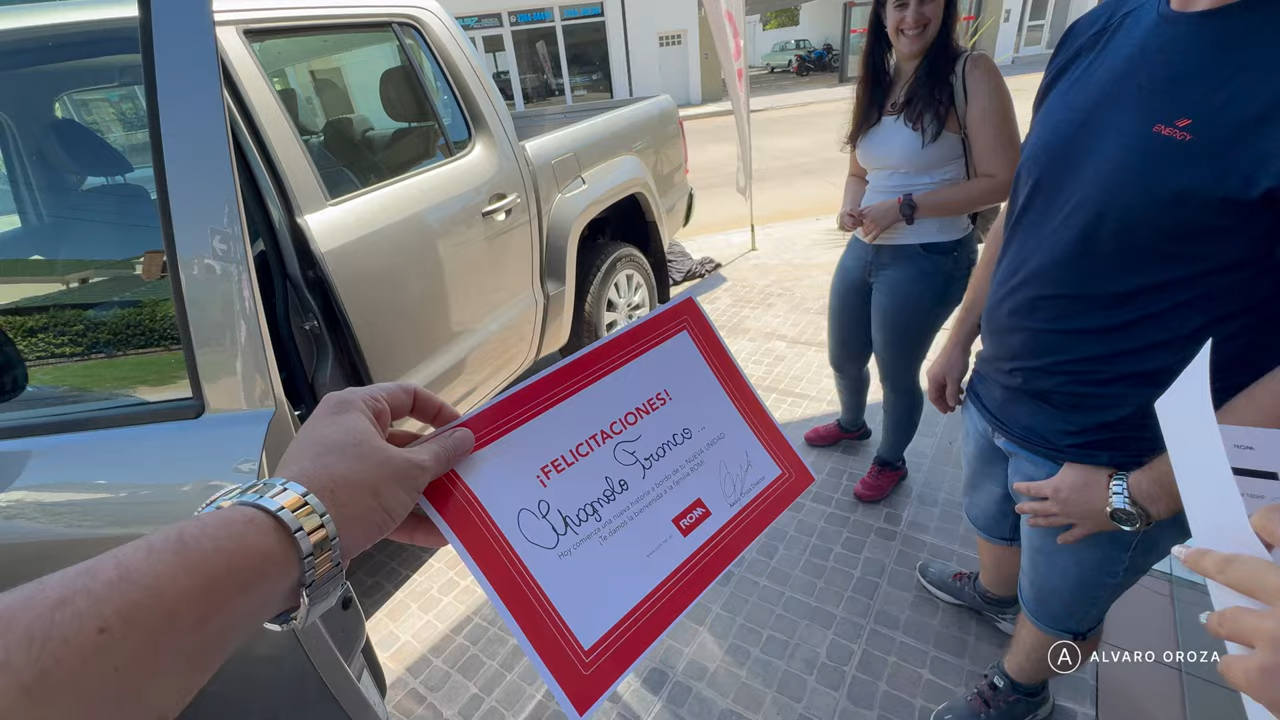 ENERGY
¡FELICITACIONES!
Franco...
Hoy comienza una nueva historia a bordo de tu NUEVA UNIDAD
¡Te damos la bienvenida a la familia ROM!
ROM
ROM
ALVARO OROZA